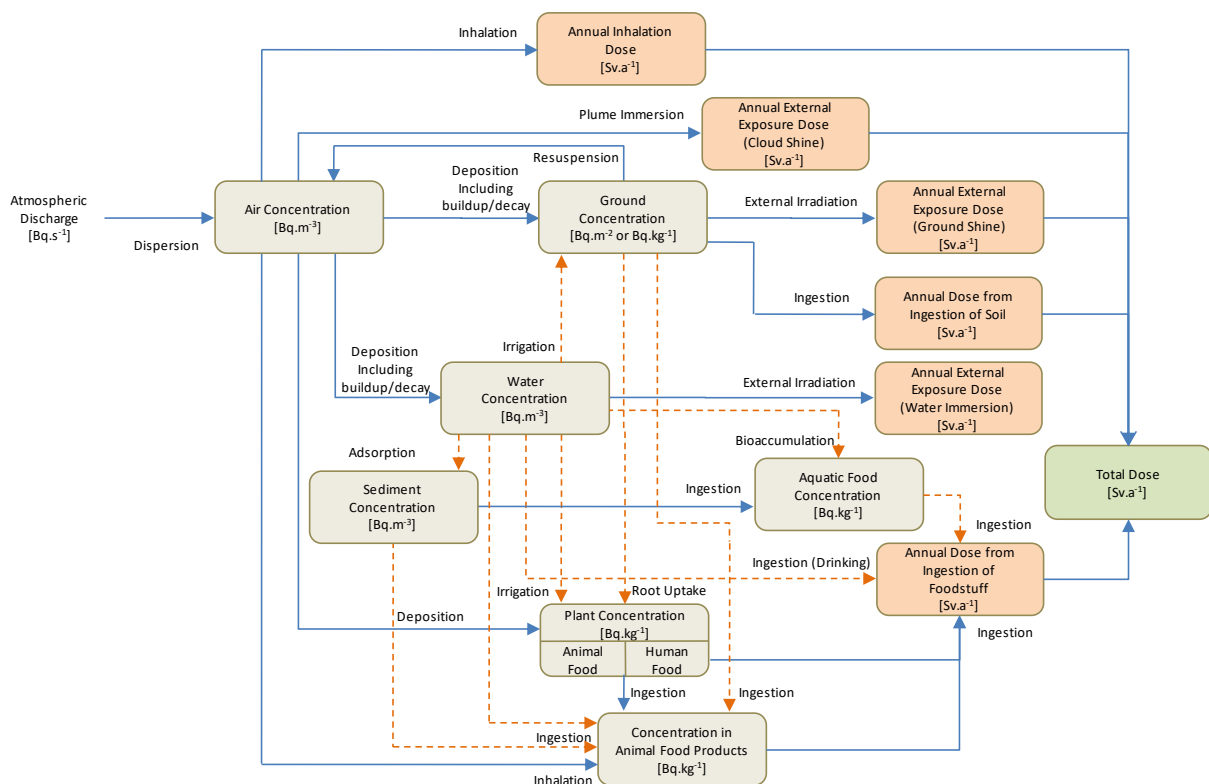 Inhalation
Annual Inhalation
Dose
[Sv.a⁻¹]
Plume Immersion
Annual External
Exposure Dose
(Cloud Shine)
[Sv.a⁻¹]
Resuspension
Atmospheric
Discharge
[Bq.s⁻¹]
Dispersion
Air Concentration
[Bq.m⁻³]
Deposition
Including
buildup/decay
Ground
Concentration
[Bq.m⁻² or Bq.kg⁻¹]
External Irradiation
Annual External
Exposure Dose
(Ground Shine)
[Sv.a⁻¹]
Ingestion
Annual Dose from
Ingestion of Soil
[Sv.a⁻¹]
Deposition
Including
buildup/decay
Irrigation
Water
Concentration
[Bq.m⁻³]
External Irradiation
Annual External
Exposure Dose
(Water Immersion)
[Sv.a⁻¹]
Bioaccumulation
Adsorption
Sediment
Concentration
[Bq.m⁻³]
Ingestion
Aquatic Food
Concentration
[Bq.kg⁻¹]
Total Dose
[Sv.a⁻¹]
Ingestion
Ingestion (Drinking)
Annual Dose from
Ingestion of
Foodstuff
[Sv.a⁻¹]
Ingestion
Irrigation
Root Uptake
Deposition
Plant Concentration
[Bq.kg⁻¹]
Animal
Food
Human
Food
Ingestion
Ingestion
Ingestion
Concentration in
Animal Food Products
[Bq.kg⁻¹]
Inhalation